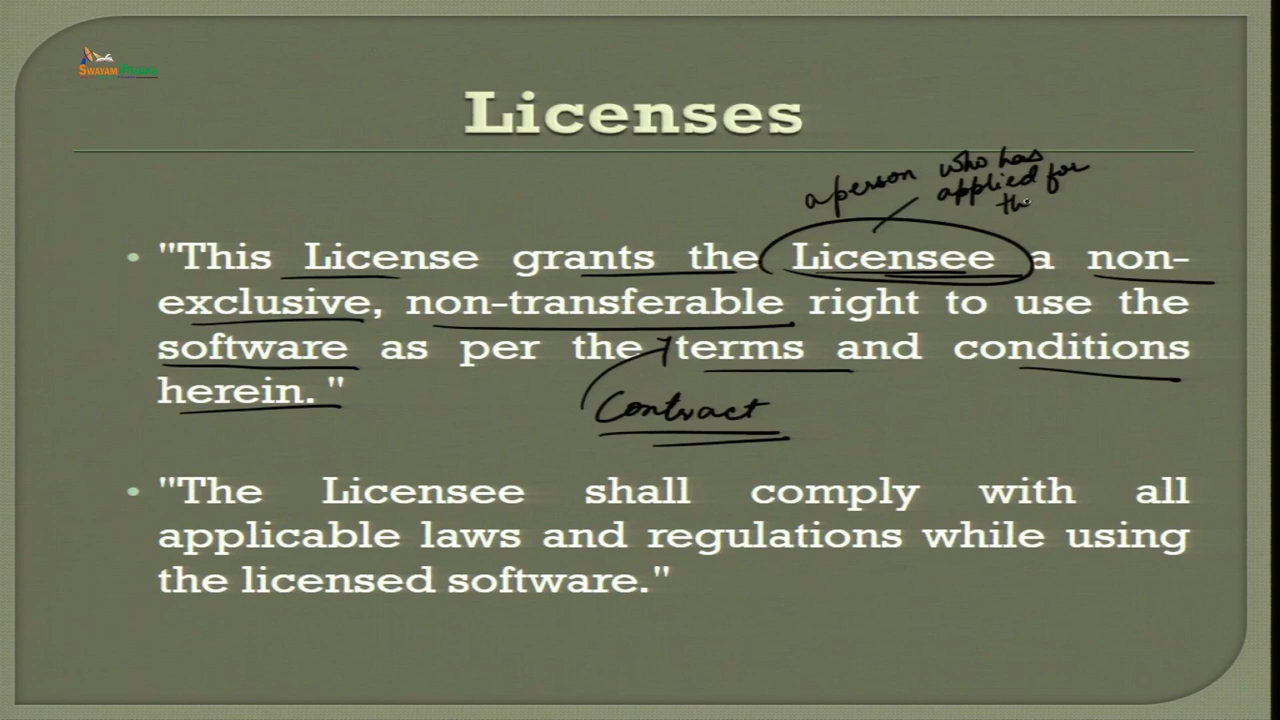 SWAYAM
Licenses
a person who has
applied for
th
• "This License grants the Licensee a non-
exclusive, non-transferable right to use the
software as per the terms and conditions
herein. "
Contract
• "The Licensee shall comply with all
applicable laws and regulations while using
the licensed software."